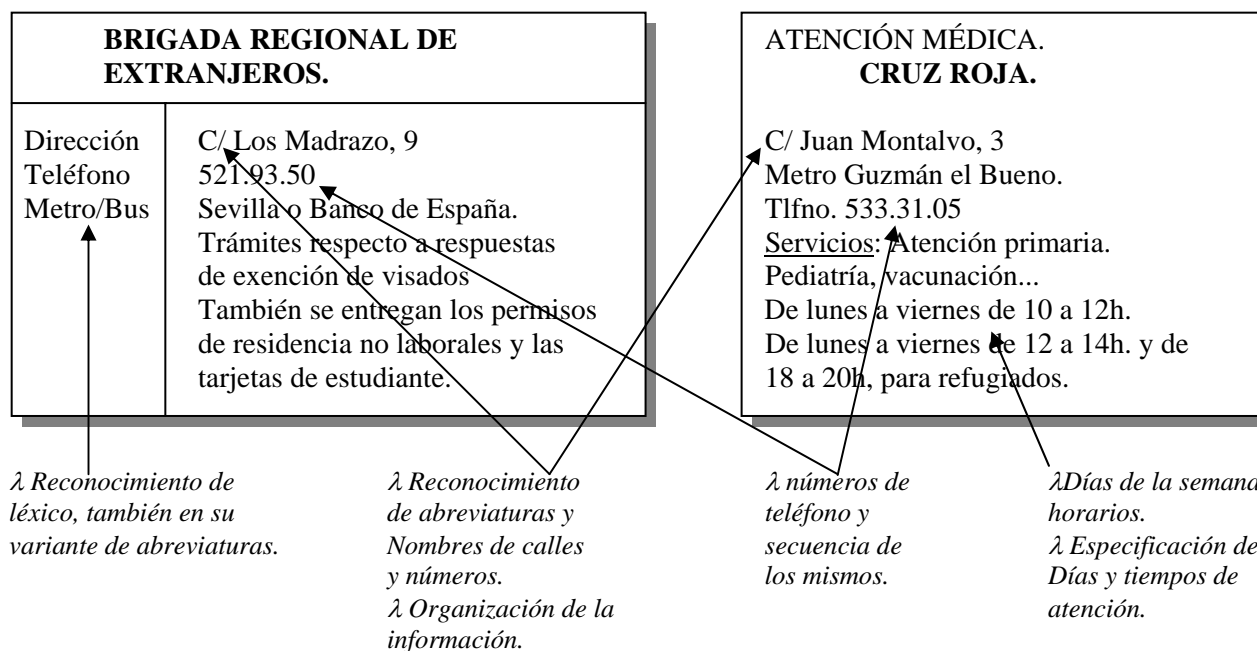 BRIGADA REGIONAL DE
EXTRANJEROS.
Dirección
Teléfono
Metro/Bus
C/ Los Madrazo, 9
521.93.50
Sevilla o Banco de España.
Trámites respecto a respuestas
de exención de visados
También se entregan los permisos
de residencia no laborales y las
tarjetas de estudiante.
ATENCIÓN MÉDICA.
CRUZ ROJA.
C/ Juan Montalvo, 3
Metro Guzmán el Bueno.
Tlfno. 533.31.05
Servicios: Atención primaria.
Pediatría, vacunación...
De lunes a viernes de 10 a 12h.
De lunes a viernes de 12 a 14h. y de
18 a 20h, para refugiados.
λ Reconocimiento de
léxico, también en su
variante de abreviaturas.
λ Reconocimiento
de abreviaturas y
Nombres de calles
y números.
λ Organización de la
información.
λ números de
teléfono y
secuencia de
los mismos.
λDías de la semana
horarios.
λ Especificación de
Días y tiempos de
atención.